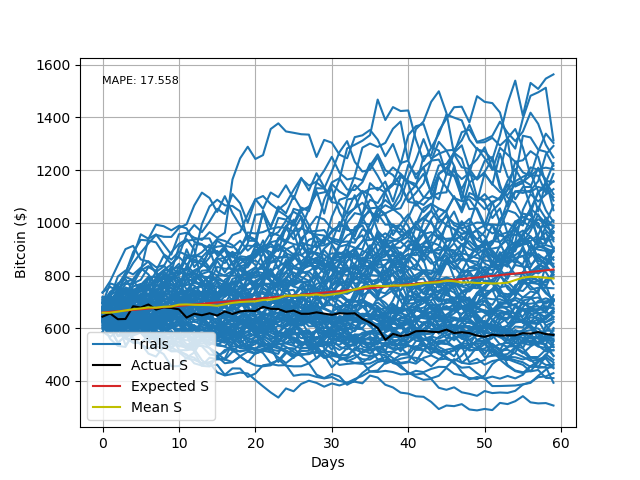 1600
1400
1200
1000
800
600
400
Bitcoin ($)
MAPE: 17.558
Trials
Actual S
Expected S
Mean S
0 10 20 30 40 50 60
Days